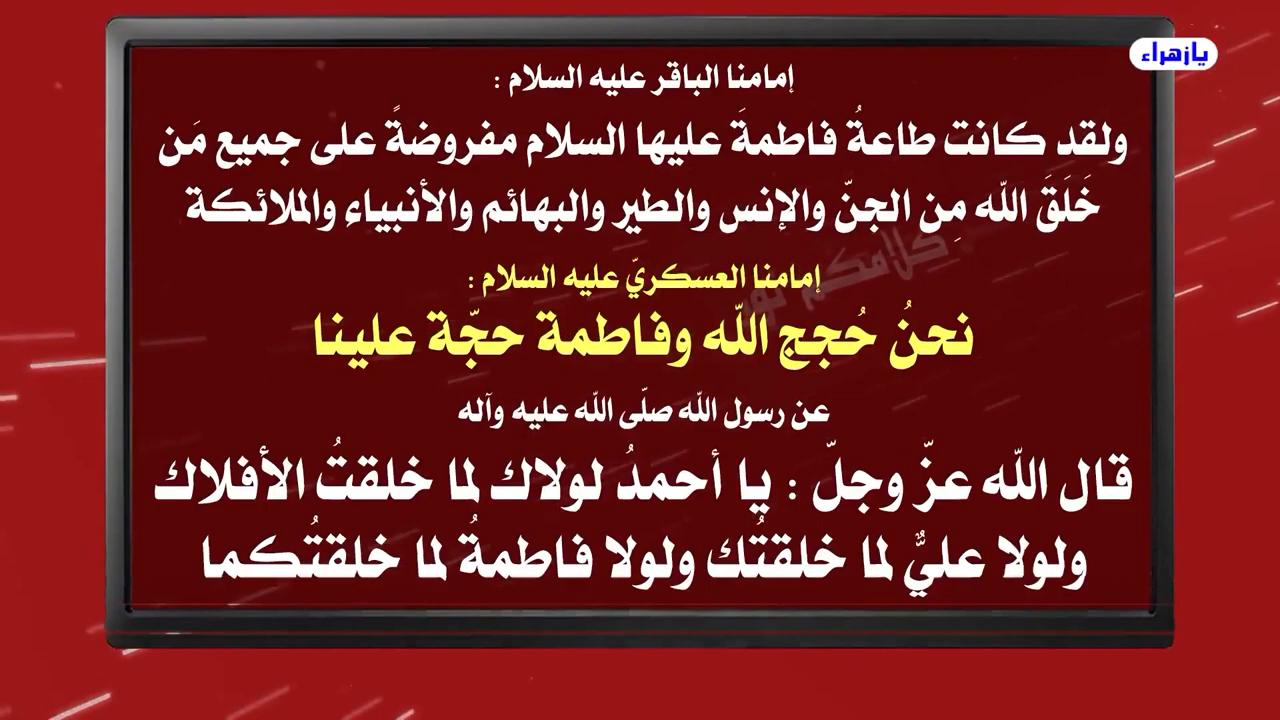 يازهراء
إمامنا الباقر عليه السلام :
ولقد كانت طاعةُ فاطمةَ عليها السلام مفروضةً على جميع مَن
خَلَقَ اللّه مِن الجنّ والإنس والطير والبهائم والأنبياء والملائكة
كلامكم نور
إمامنا العسكريّ عليه السلام :
نحنُ حُجج اللّه وفاطمة حجّة علينا
عن رسول اللّه صلّى اللّه عليه وآله
قال اللّه عزّ وجلّ : يا أحمدُ لولاك لما خلقتُ الأفلاك
ولولا عليٌّ لما خلقتُك ولولا فاطمةُ لما خلقتُكما